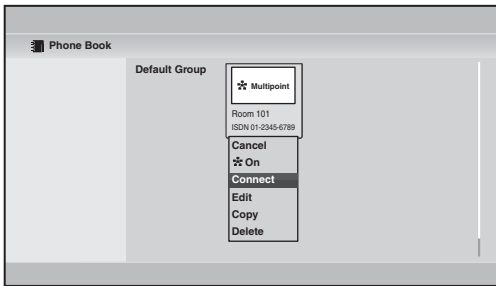 Phone Book
Default Group
Multipoint
Room 101
ISDN 01-2345-6789
Cancel
On
Connect
Edit
Copy
Delete